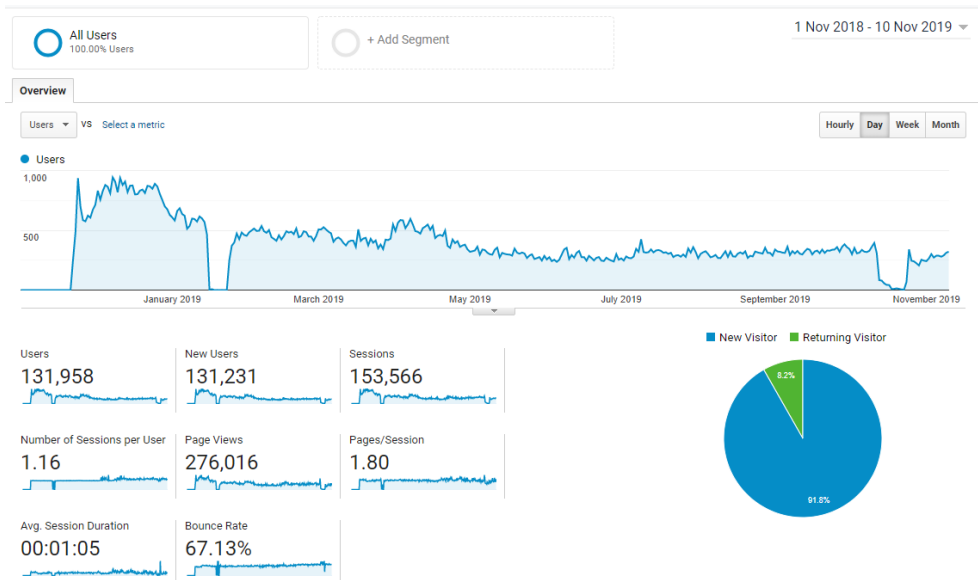 All Users
100.00% Users
+ Add Segment
1 Nov 2018 - 10 Nov 2019
Overview
Users VS Select a metric
Hourly Day Week Month
Users
1,000
500
January 2019 March 2019 May 2019 July 2019 September 2019 November 2019
New Visitor Returning Visitor
Users New Users Sessions
131,958 131,231 153,566
Number of Sessions per User Page Views Pages/Session
1.16 276,016 1.80
Avg. Session Duration Bounce Rate
00:01:05 67.13%
8.2%
91.8%